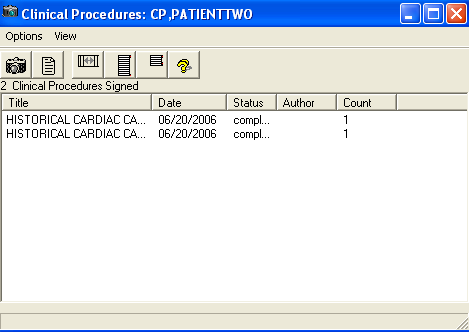 Clinical Procedures: CP,PATIENTTWO
Options View
2 Clinical Procedures Signed
Title Date Status Author Count
HISTORICAL CARDIAC CA... 06/20/2006 compl... 1
HISTORICAL CARDIAC CA... 06/20/2006 compl... 1